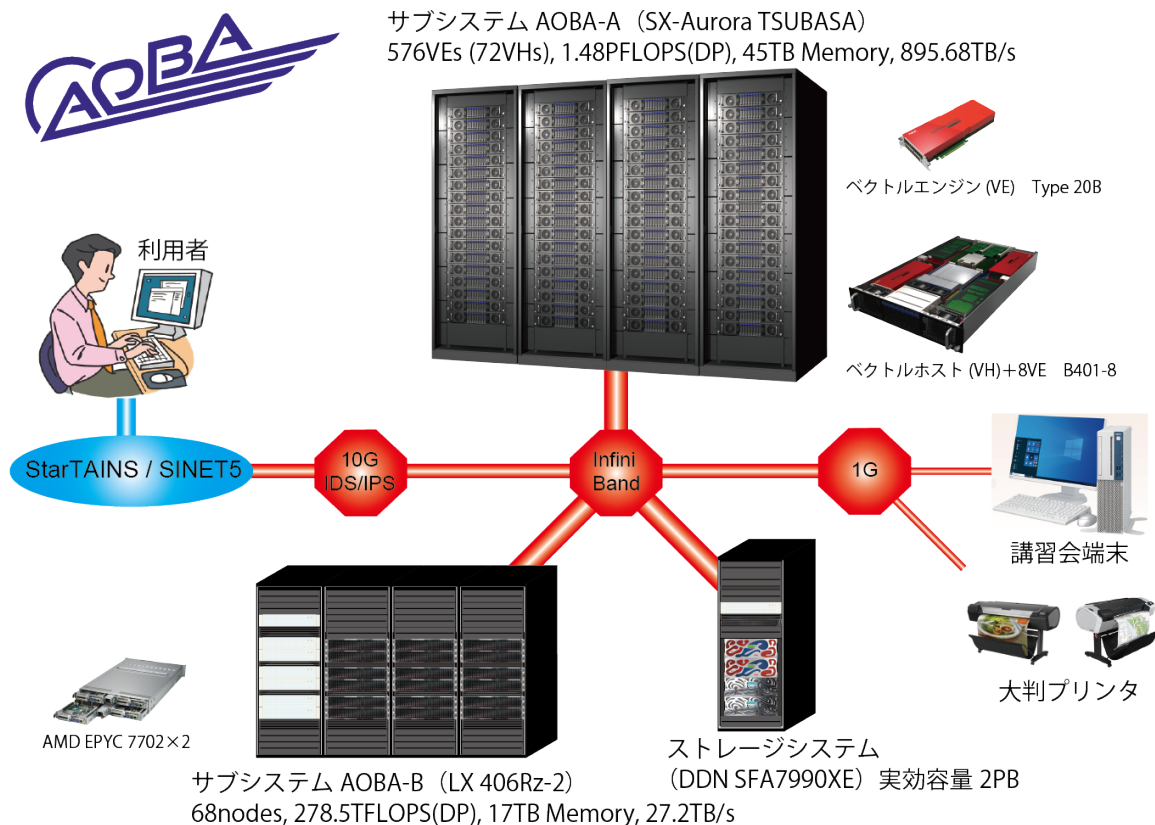 AOBA
サブシステム AOBA-A（SX-Aurora TSUBASA）
576VEs (72VHs), 1.48PFLOPS(DP), 45TB Memory, 895.68TB/s
ベクトルエンジン (VE)　Type 20B
利用者
ベクトルホスト (VH)＋8VE　B401-8
StarTAINS / SINET5
10G
IDS/IPS
Infini
Band
1G
講習会端末
大判プリンタ
AMD EPYC 7702×2
サブシステム AOBA-B（LX 406Rz-2）
68nodes, 278.5TFLOPS(DP), 17TB Memory, 27.2TB/s
ストレージシステム
（DDN SFA7990XE）実効容量 2PB